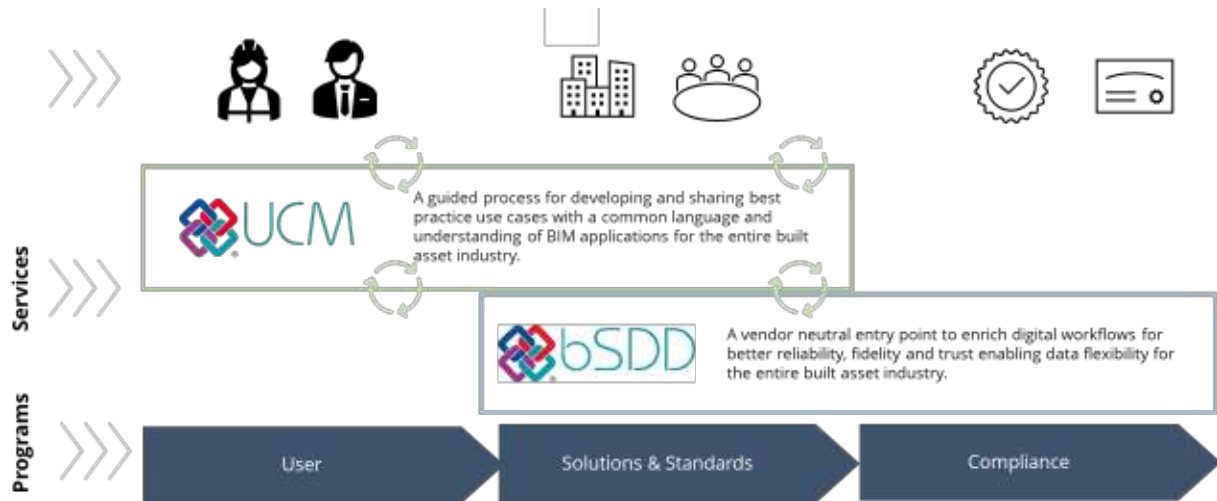 UCM
A guided process for developing and sharing best
practice use cases with a common language and
understanding of BIM applications for the entire built
asset industry.
Services
bSDD
A vendor neutral entry point to enrich digital workflows for
better reliability, fidelity and trust enabling data flexibility for
the entire built asset industry.
Programs
User
Solutions & Standards
Compliance